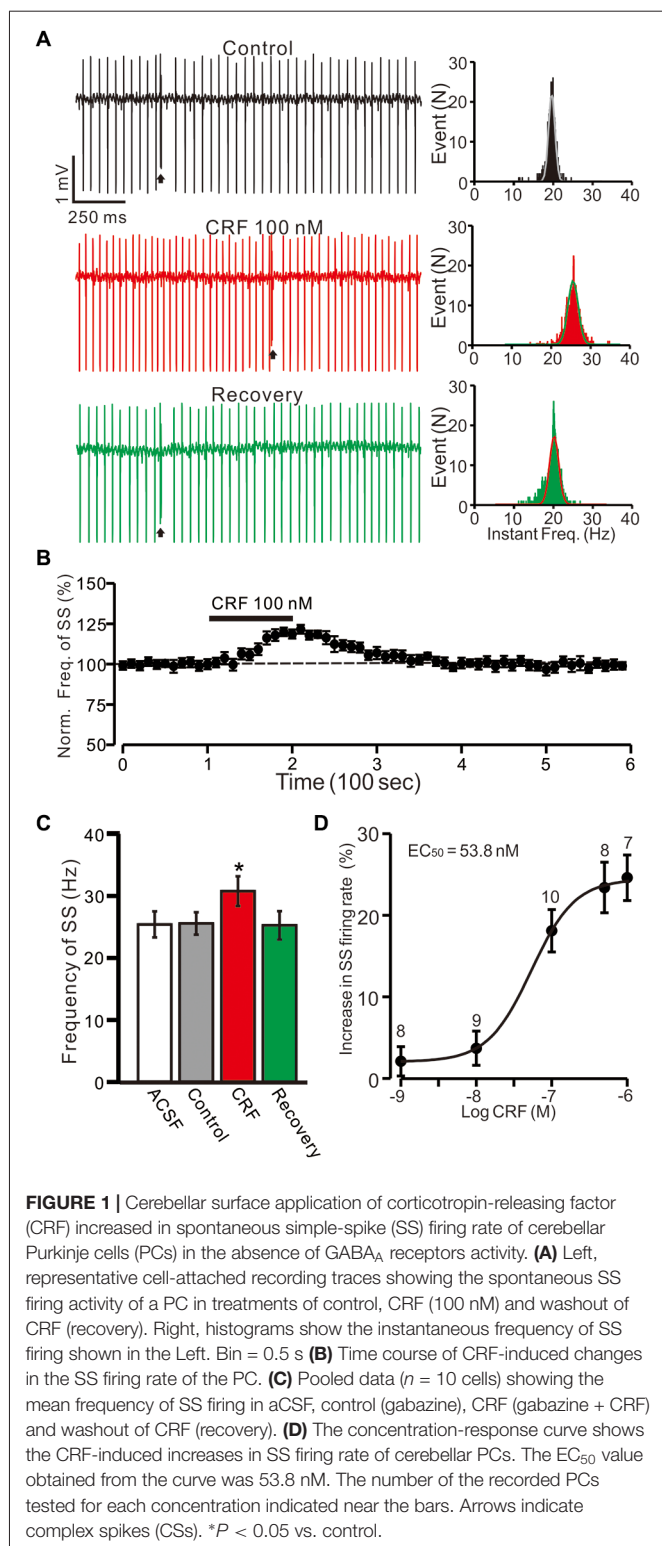 A
Control
Event (N)
30
20
10
0
0 10 20 30 40
1 mV
250 ms
CRF 100 nM
Event (N)
30
20
10
0
0 10 20 30 40
Recovery
Event (N)
30
20
10
0
0 10 20 30 40
Instant Freq. (Hz)
B
Norm. Freq. of SS (%)
150
125
100
75
50
CRF 100 nM
0 1 2 3 4 5 6
Time (100 sec)
C
Frequency of SS (Hz)
40
30
20
10
0
*
ACSF
Control
CRF
Recovery
D
Increase in SS firing rate (%)
30
20
10
0
EC50 = 53.8 nM
8
9
10
8
7
-9 -8 -7 -6
Log CRF (M)
FIGURE 1 | Cerebellar surface application of corticotropin-releasing factor
(CRF) increased in spontaneous simple-spike (SS) firing rate of cerebellar
Purkinje cells (PCs) in the absence of GABAA receptors activity. (A) Left,
representative cell-attached recording traces showing the spontaneous SS
firing activity of a PC in treatments of control, CRF (100 nM) and washout of
CRF (recovery). Right, histograms show the instantaneous frequency of SS
firing shown in the Left. Bin = 0.5 s (B) Time course of CRF-induced changes
in the SS firing rate of the PC. (C) Pooled data (n = 10 cells) showing the
mean frequency of SS firing in aCSF, control (gabazine), CRF (gabazine + CRF)
and washout of CRF (recovery). (D) The concentration-response curve shows
the CRF-induced increases in SS firing rate of cerebellar PCs. The EC50 value
obtained from the curve was 53.8 nM. The number of the recorded PCs
tested for each concentration indicated near the bars. Arrows indicate
complex spikes (CSs). *P < 0.05 vs. control.